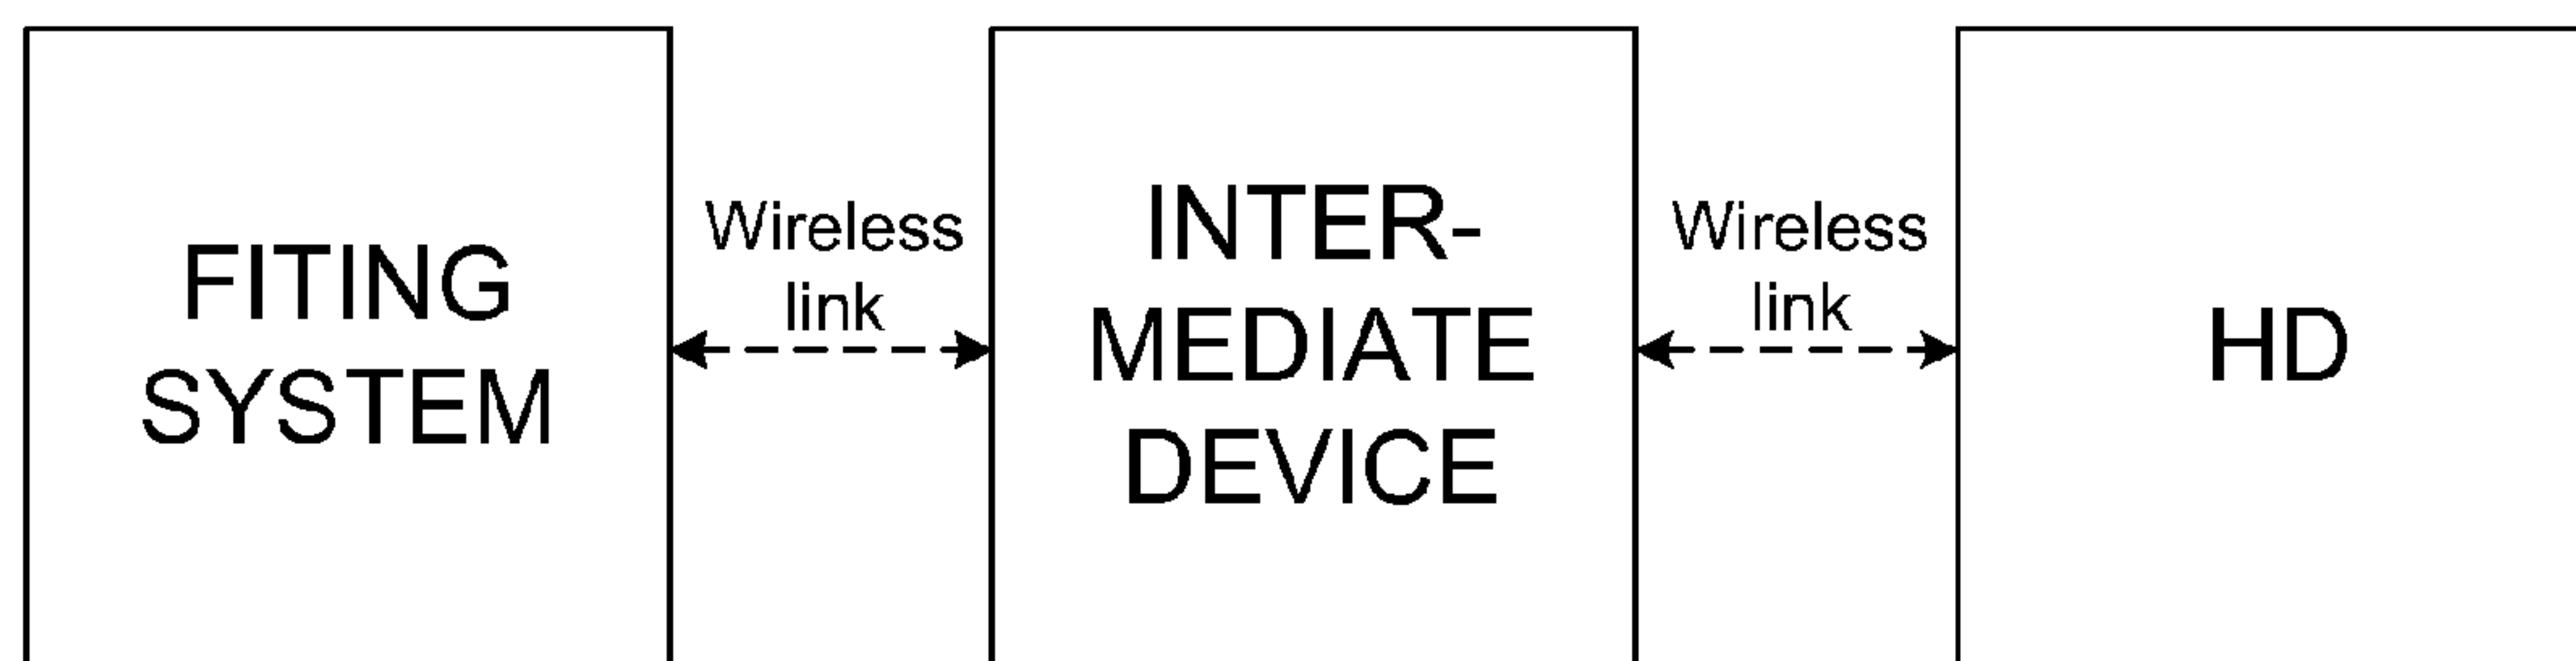 FITING
SYSTEM
Wireless
link
INTER-
MEDIATE
DEVICE
Wireless
link
HD